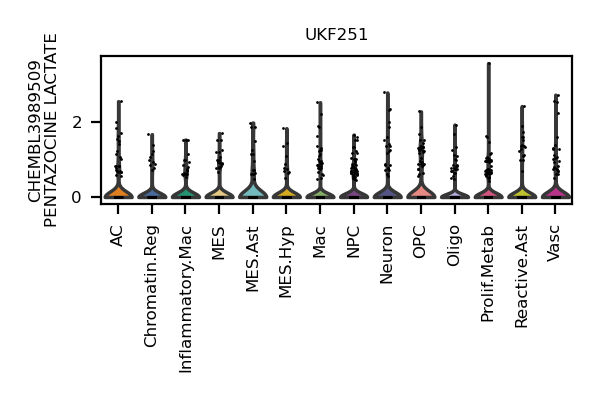 UKF251
CHEMBL3989509
PENTAZOCINE LACTATE
2
0
AC
Chromatin.Reg
Inflammatory.Mac
MES
MES.Ast
MES.Hyp
Mac
NPC
Neuron
OPC
Oligo
Prolif.Metab
Reactive.Ast
Vasc